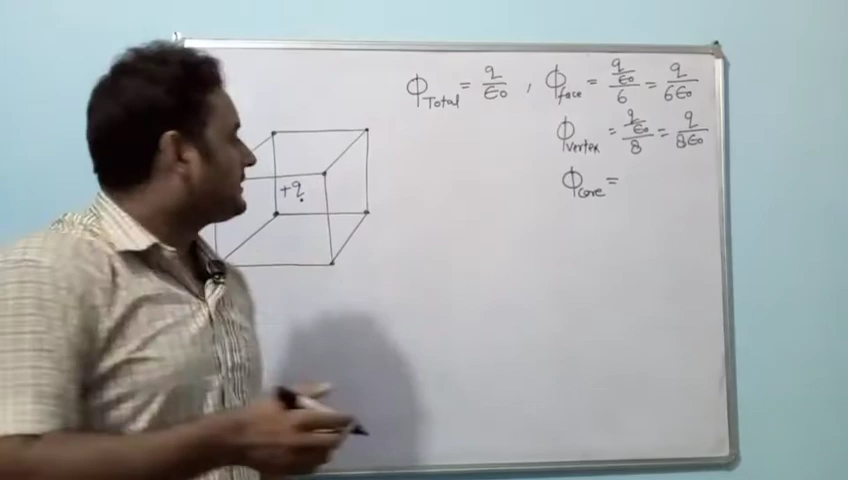 ϕTotal = q/ϵ0 , ϕface = (q/ϵ0)/6 = q/6ϵ0
ϕvertex = (q/ϵ0)/8 = q/8ϵ0
ϕcore =
+q